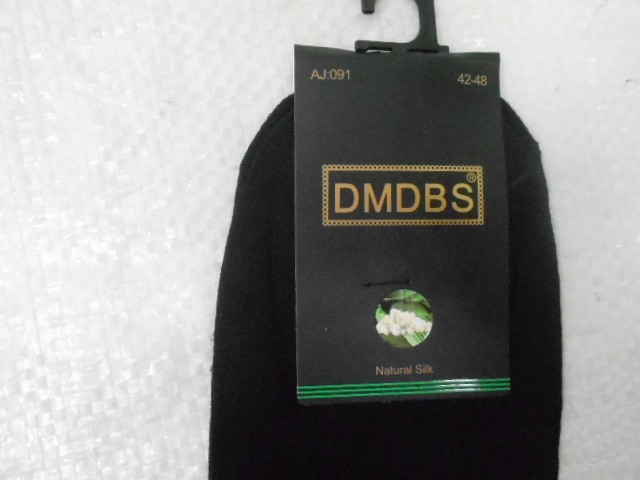 AJ:091
42-48
DMDBS®
Natural Silk